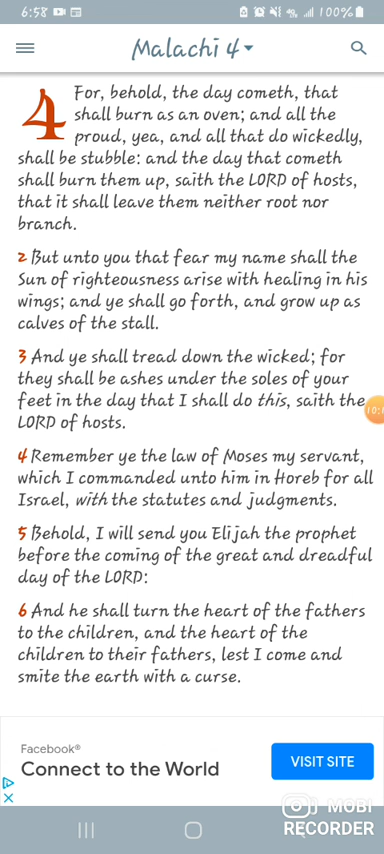 6:58 100%
Malachi 4
4 For, behold, the day cometh, that
shall burn as an oven; and all the
proud, yea, and all that do wickedly,
shall be stubble: and the day that cometh
shall burn them up, saith the LORD of hosts,
that it shall leave them neither root nor
branch.
2 But unto you that fear my name shall the
Sun of righteousness arise with healing in his
wings; and ye shall go forth, and grow up as
calves of the stall.
3 And ye shall tread down the wicked; for
they shall be ashes under the soles of your
feet in the day that I shall do this, saith the
LORD of hosts.
4 Remember ye the law of Moses my servant,
which I commanded unto him in Horeb for all
Israel, with the statutes and judgments.
5 Behold, I will send you Elijah the prophet
before the coming of the great and dreadful
day of the LORD:
6 And he shall turn the heart of the fathers
to the children, and the heart of the
children to their fathers, lest I come and
smite the earth with a curse.
Facebook®
Connect to the World
VISIT SITE
MOBI
RECORDER